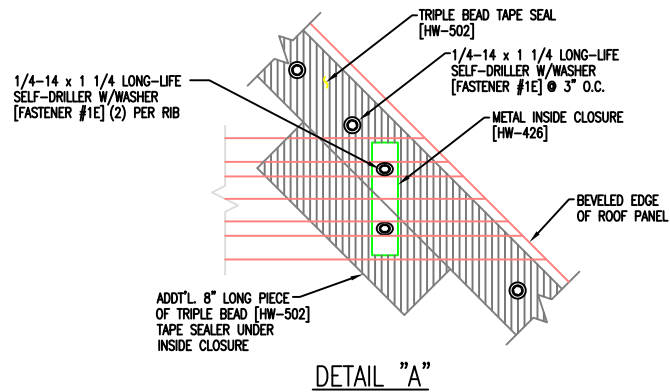 TRIPLE BEAD TAPE SEAL
[HW-502]
1/4-14 x 1 1/4 LONG-LIFE
SELF-DRILLER W/WASHER
[FASTENER #1E] @ 3" O.C.
1/4-14 x 1 1/4 LONG-LIFE
SELF-DRILLER W/WASHER
[FASTENER #1E] (2) PER RIB
METAL INSIDE CLOSURE
[HW-426]
BEVELED EDGE
OF ROOF PANEL
ADDT'L. 8" LONG PIECE
OF TRIPLE BEAD [HW-502]
TAPE SEALER UNDER
INSIDE CLOSURE
DETAIL "A"